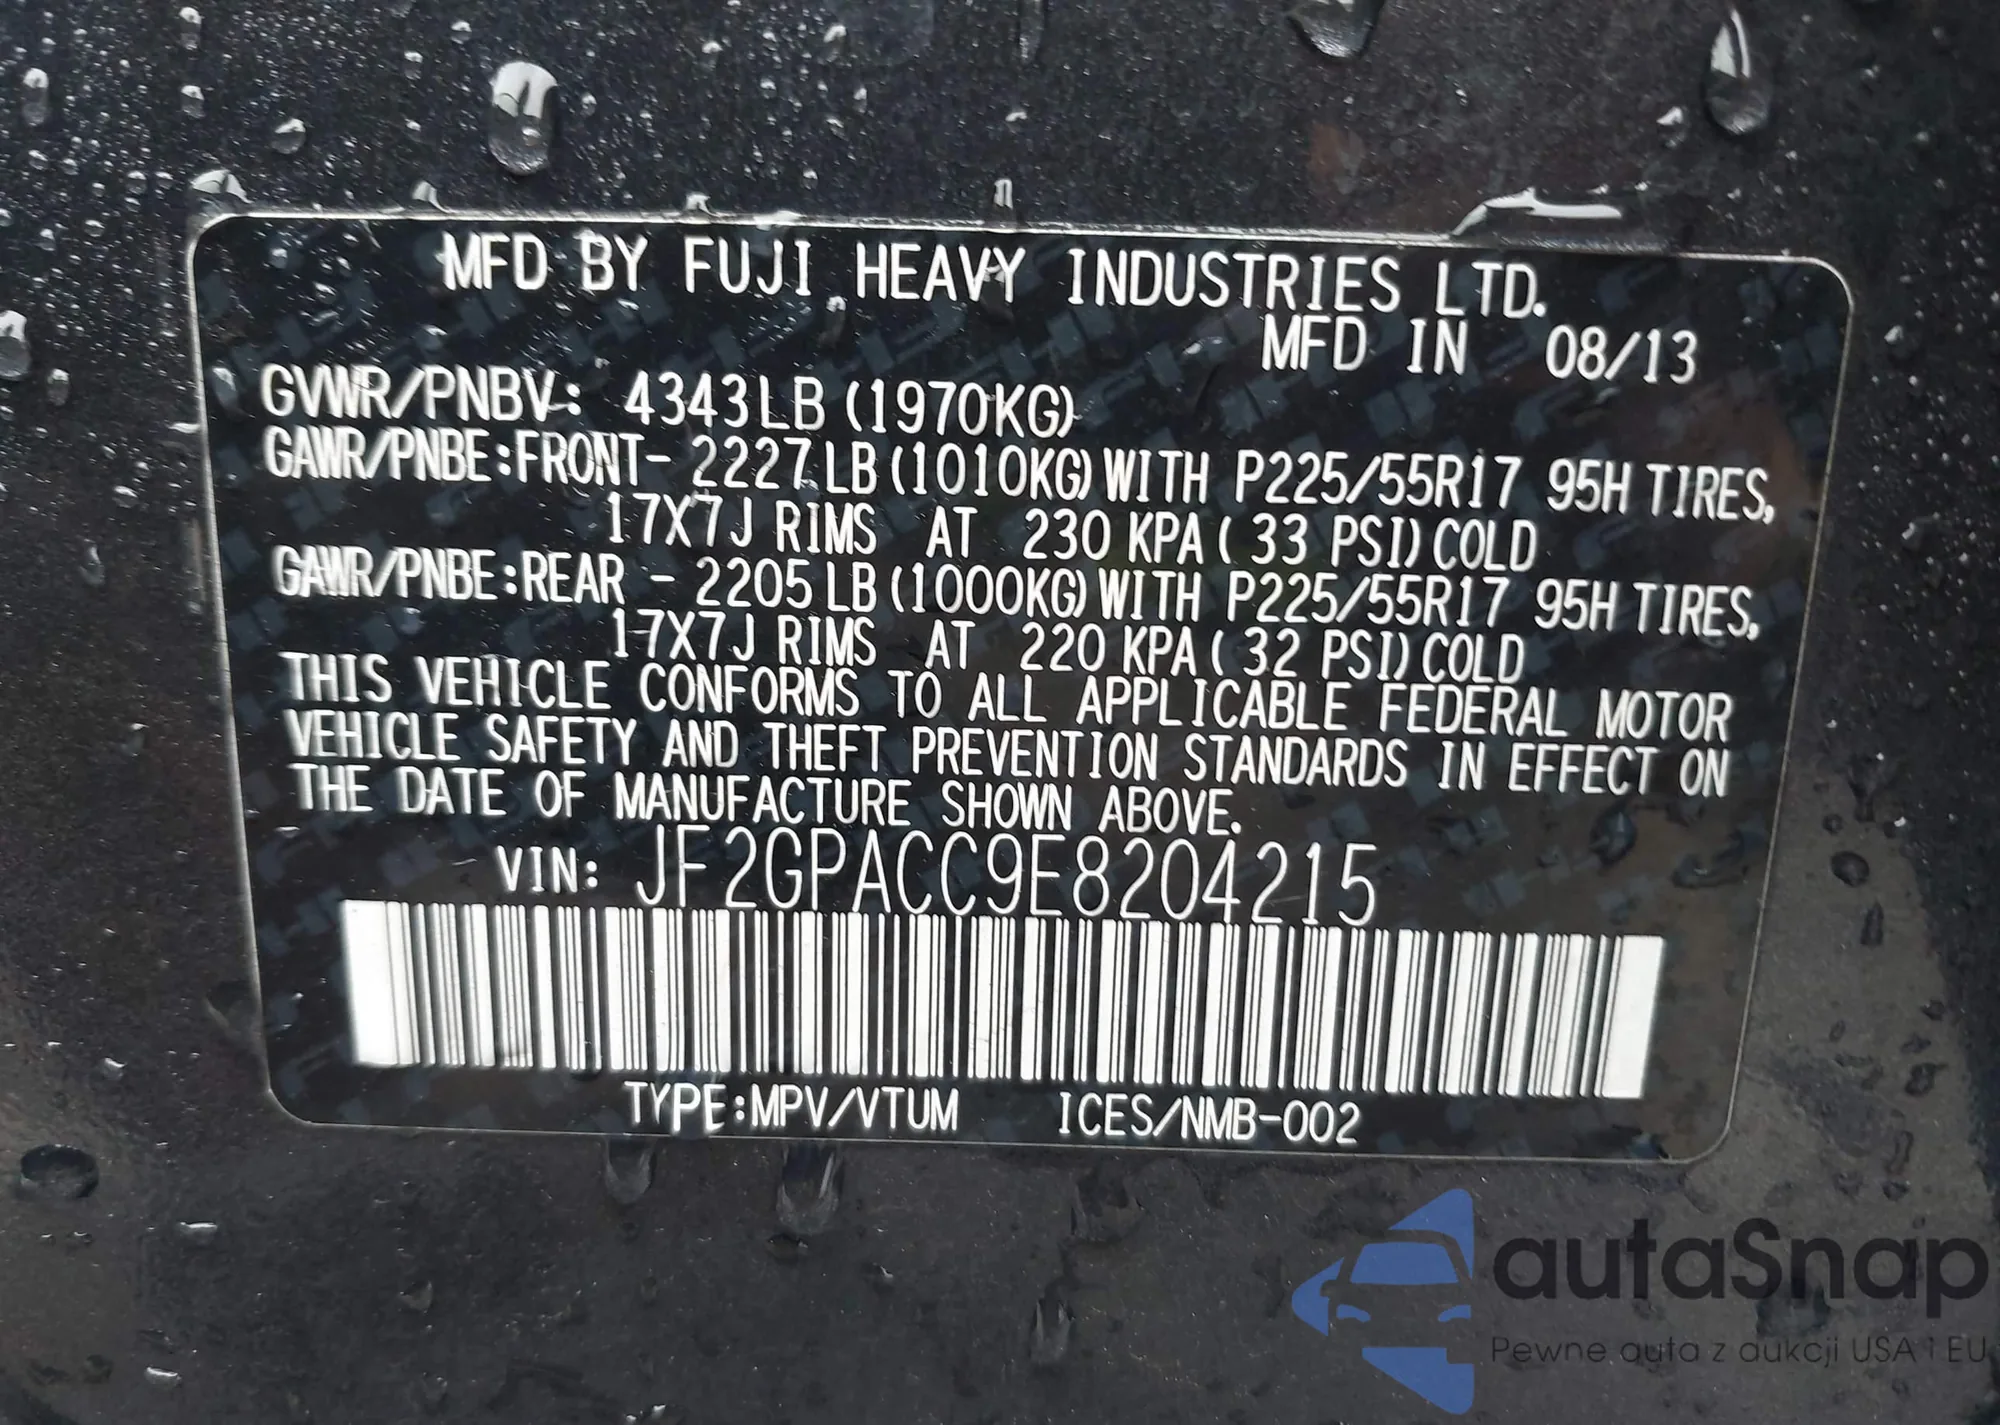 MFD BY FUJI HEAVY INDUSTRIES LTD.
MFD IN 08/13
GVWR/PNBV: 4343LB (1970KG)
GAWR/PNBE:FRONT- 2227LB (1010KG) WITH P225/55R17 95H TIRES,
17X7J RIMS AT 230 KPA ( 33 PSI) COLD
GAWR/PNBE:REAR - 2205LB (1000KG) WITH P225/55R17 95H TIRES,
17X7J RIMS AT 220 KPA ( 32 PSI) COLD
THIS VEHICLE CONFORMS TO ALL APPLICABLE FEDERAL MOTOR
VEHICLE SAFETY AND THEFT PREVENTION STANDARDS IN EFFECT ON
THE DATE OF MANUFACTURE SHOWN ABOVE.
VIN: JF2GPACC9E8204215
TYPE:MPV/VTUM ICES/NMB-002
autaSnap
Pewne auta z aukcji USA i EU